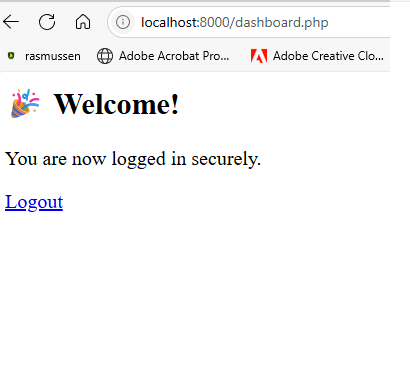 localhost:8000/dashboard.php
rasmussen
Adobe Acrobat Pro...
Adobe Creative Clo...
🎉 Welcome!
You are now logged in securely.
Logout